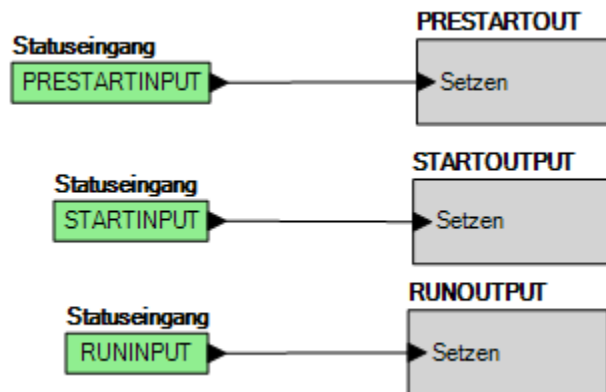 PRESTARTOUT
Statuseingang
PRESTARTINPUT
Setzen
STARTOUTPUT
Statuseingang
STARTINPUT
Setzen
RUNOUTPUT
Statuseingang
RUNINPUT
Setzen